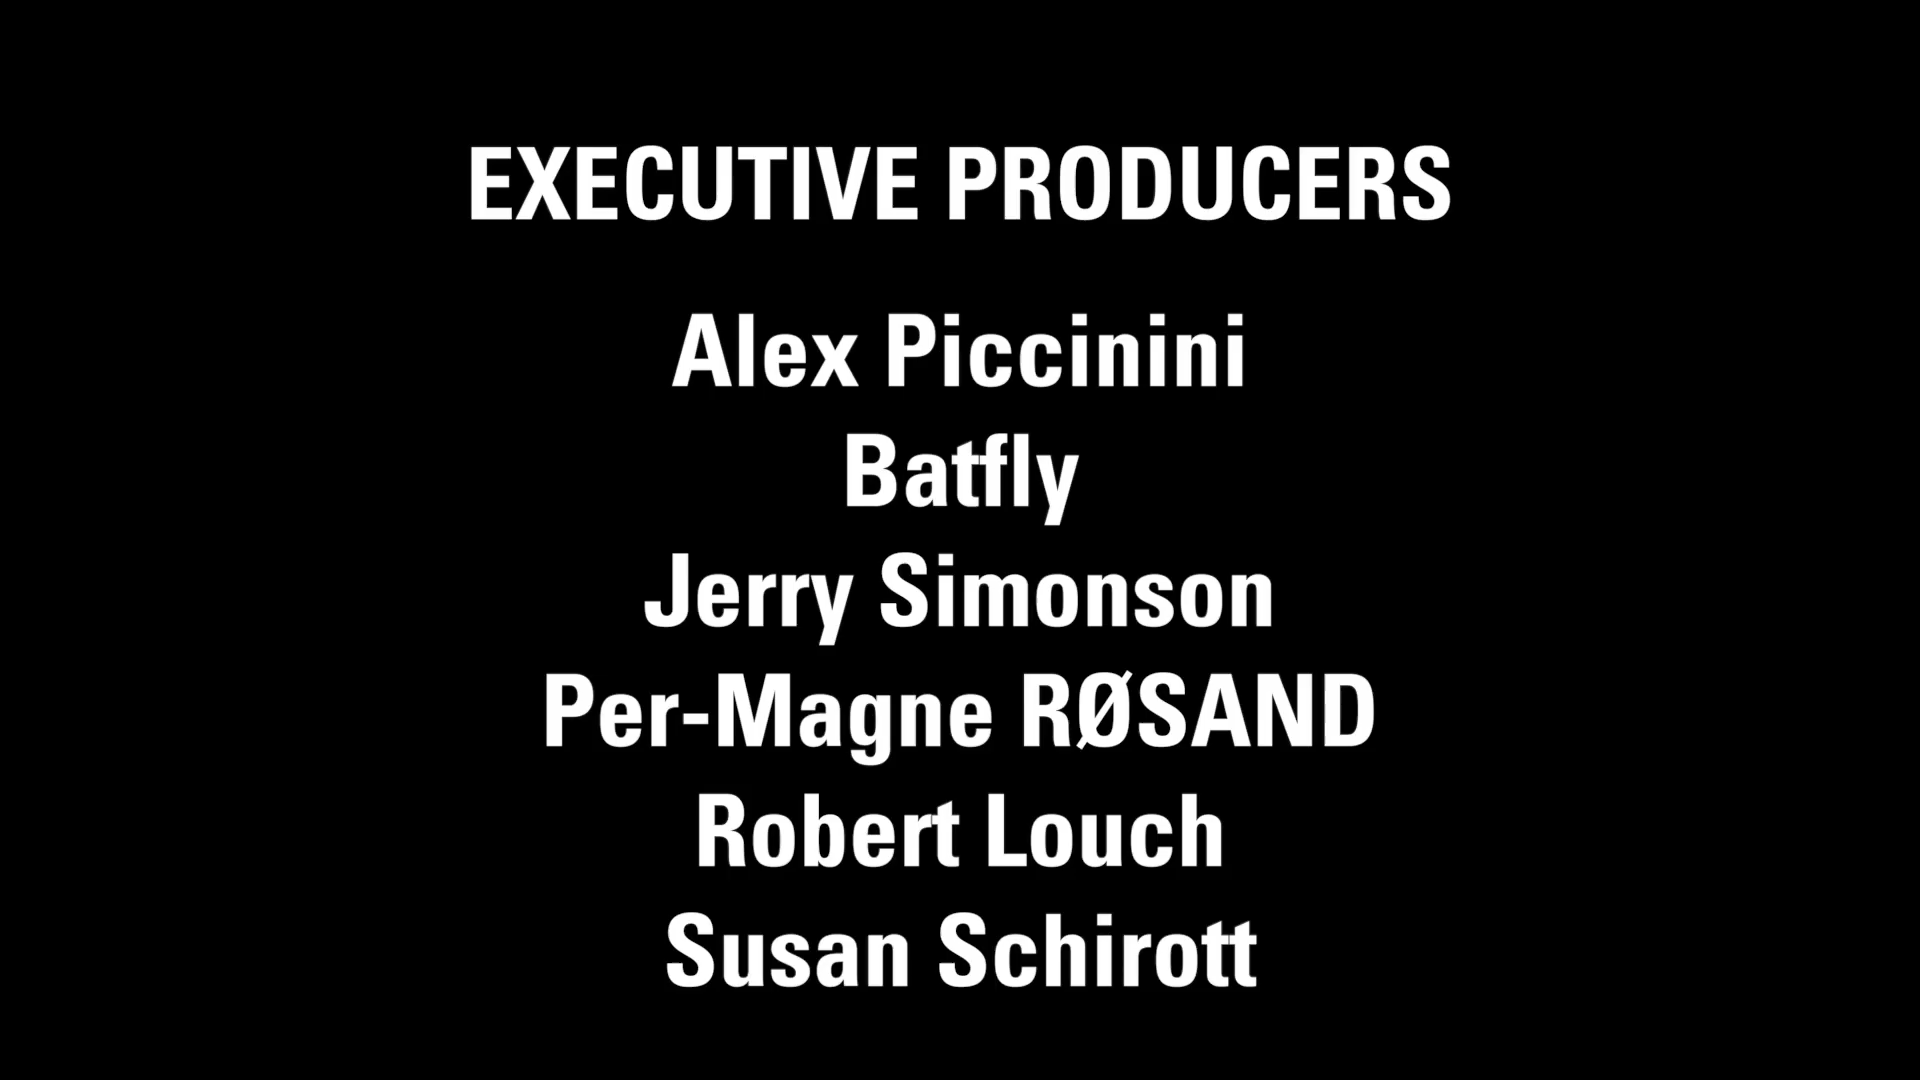 EXECUTIVE PRODUCERS
Alex Piccinini
Batfly
Jerry Simonson
Per-Magne RØSAND
Robert Louch
Susan Schirott